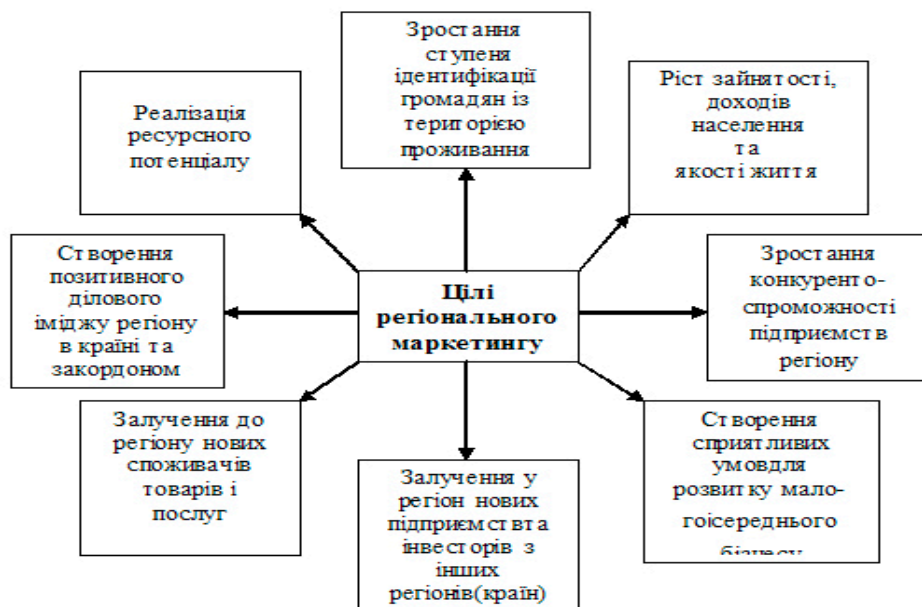 Зростання
ступеня
ідентифікації
громадян із
територією
проживання
Реалізація
ресурсного
потенціалу
Ріст зайнятості,
доходів
населення
та
якості життя
Створення
позитивного
ділового
іміджу регіону
в країні та
закордоном
Цілі
регіонального
маркетингу
Зростання
конкуренто-
спроможності
підприємств
регіону
Залучення до
регіону нових
споживачів
товарів і
послуг
Залучення у
регіон нових
підприємствта
інвесторів з
інших
регіонів(країн)
Створення
сприятливих
умовдля
розвитку мало-
гоісереднього
бізнесу